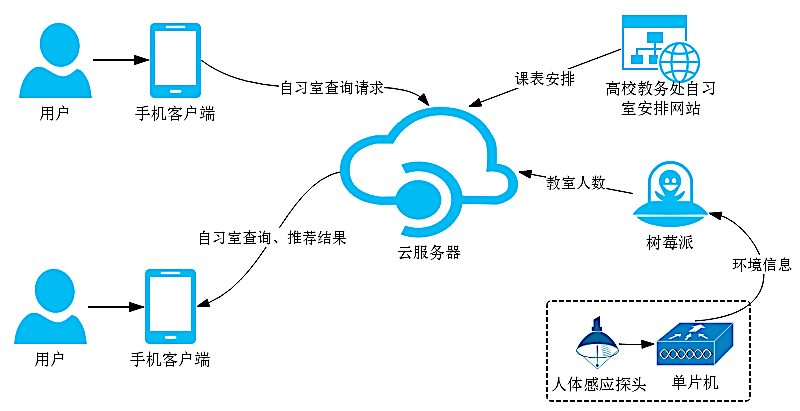 用户
手机客户端
自习室查询请求
课表安排
高校教务处自习
室安排网站
教室人数
树莓派
自习室查询、推荐结果
云服务器
环境信息
用户
手机客户端
人体感应探头
单片机